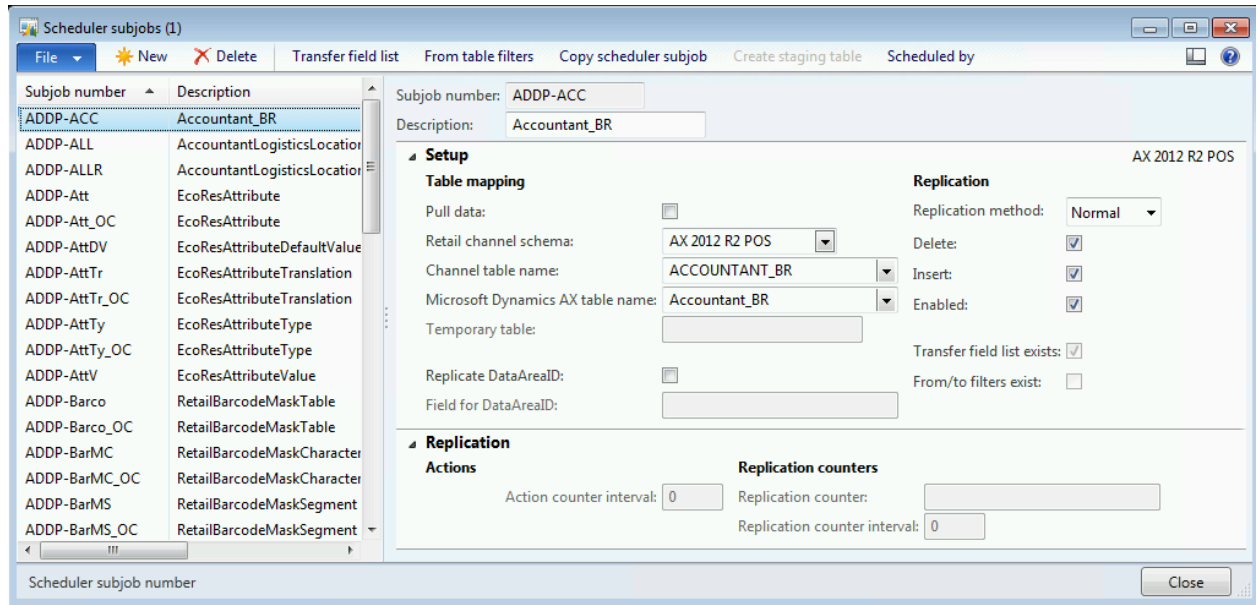 Scheduler subjobs (1)
File New Delete Transfer field list From table filters Copy scheduler subjob Create staging table Scheduled by
Subjob number Description
ADDP-ACC Accountant_BR
ADDP-ALL AccountantLogisticsLocation
ADDP-ALLR AccountantLogisticsLocation
ADDP-Att EcoResAttribute
ADDP-Att_OC EcoResAttribute
ADDP-AttDV EcoResAttributeDefaultValue
ADDP-AttTr EcoResAttributeTranslation
ADDP-AttTr_OC EcoResAttributeTranslation
ADDP-AttTy EcoResAttributeType
ADDP-AttTy_OC EcoResAttributeType
ADDP-AttV EcoResAttributeValue
ADDP-Barco RetailBarcodeMaskTable
ADDP-Barco_OC RetailBarcodeMaskTable
ADDP-BarMC RetailBarcodeMaskCharacter
ADDP-BarMC_OC RetailBarcodeMaskCharacter
ADDP-BarMS RetailBarcodeMaskSegment
ADDP-BarMS_OC RetailBarcodeMaskSegment
Subjob number: ADDP-ACC
Description: Accountant_BR
Setup AX 2012 R2 POS
Table mapping
Pull data:
Retail channel schema: AX 2012 R2 POS
Channel table name: ACCOUNTANT_BR
Microsoft Dynamics AX table name: Accountant_BR
Temporary table:
Replicate DataAreaID:
Field for DataAreaID:
Replication
Replication method: Normal
Delete:
Insert:
Enabled:
Transfer field list exists:
From/to filters exist:
Replication
Actions
Action counter interval: 0
Replication counters
Replication counter:
Replication counter interval: 0
Scheduler subjob number
Close